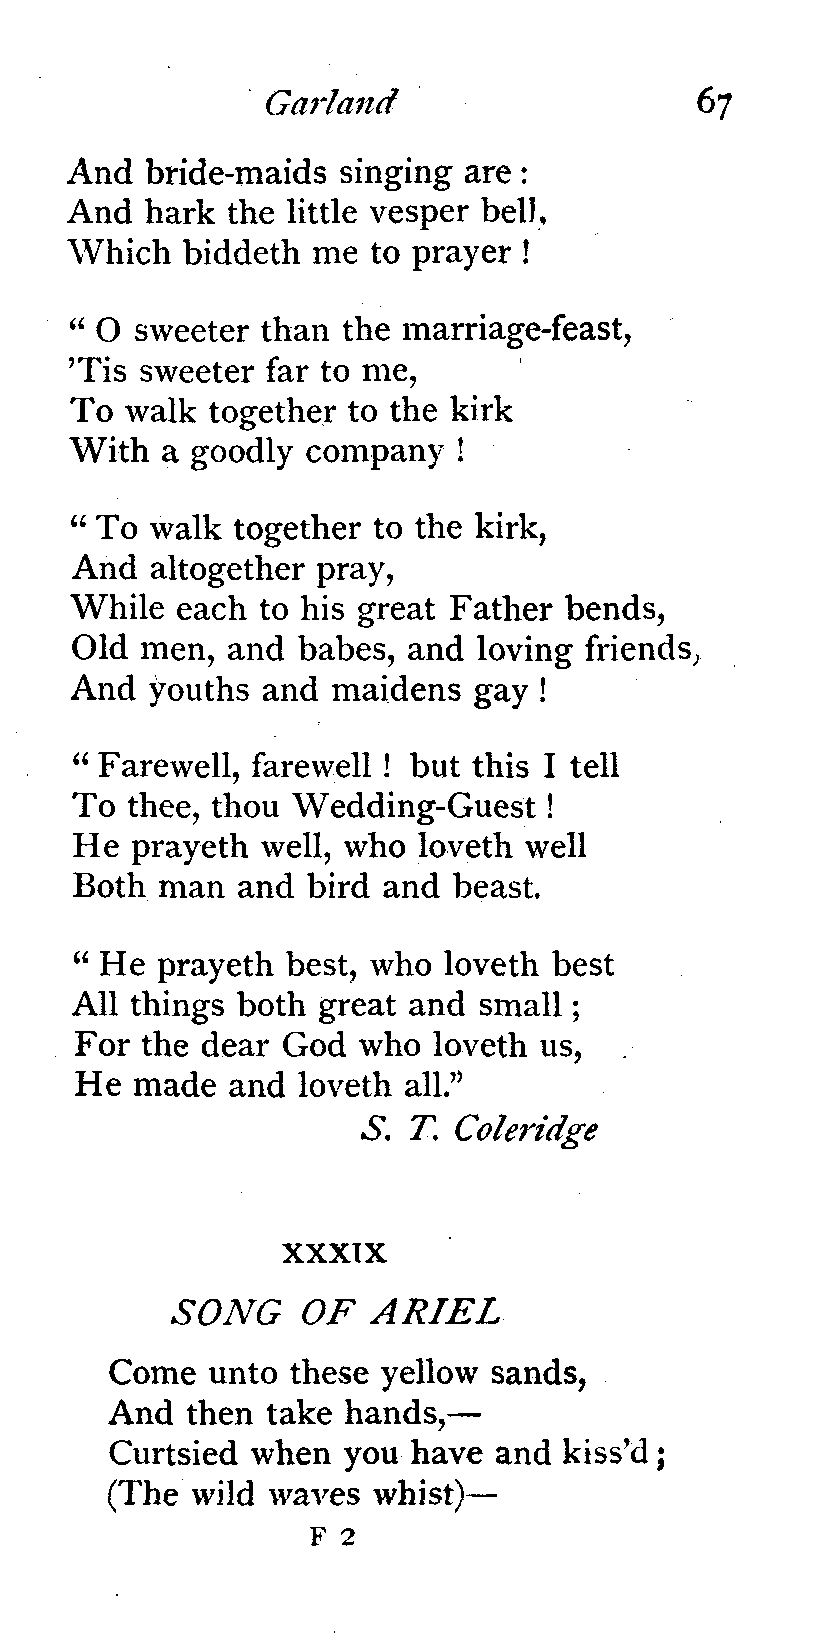 Garland 67
And bride-maids singing are :
And hark the little vesper bell,
Which biddeth me to prayer !
“ O sweeter than the marriage-feast,
’Tis sweeter far to me,
To walk together to the kirk
With a goodly company !
“ To walk together to the kirk,
And altogether pray,
While each to his great Father bends,
Old men, and babes, and loving friends,
And youths and maidens gay !
“ Farewell, farewell ! but this I tell
To thee, thou Wedding-Guest !
He prayeth well, who loveth well
Both man and bird and beast.
“ He prayeth best, who loveth best
All things both great and small ;
For the dear God who loveth us,
He made and loveth all.”
S. T. Coleridge
XXXIX
SONG OF ARIEL
Come unto these yellow sands,
And then take hands,—
Curtsied when you have and kiss’d ;
(The wild waves whist)—
F 2